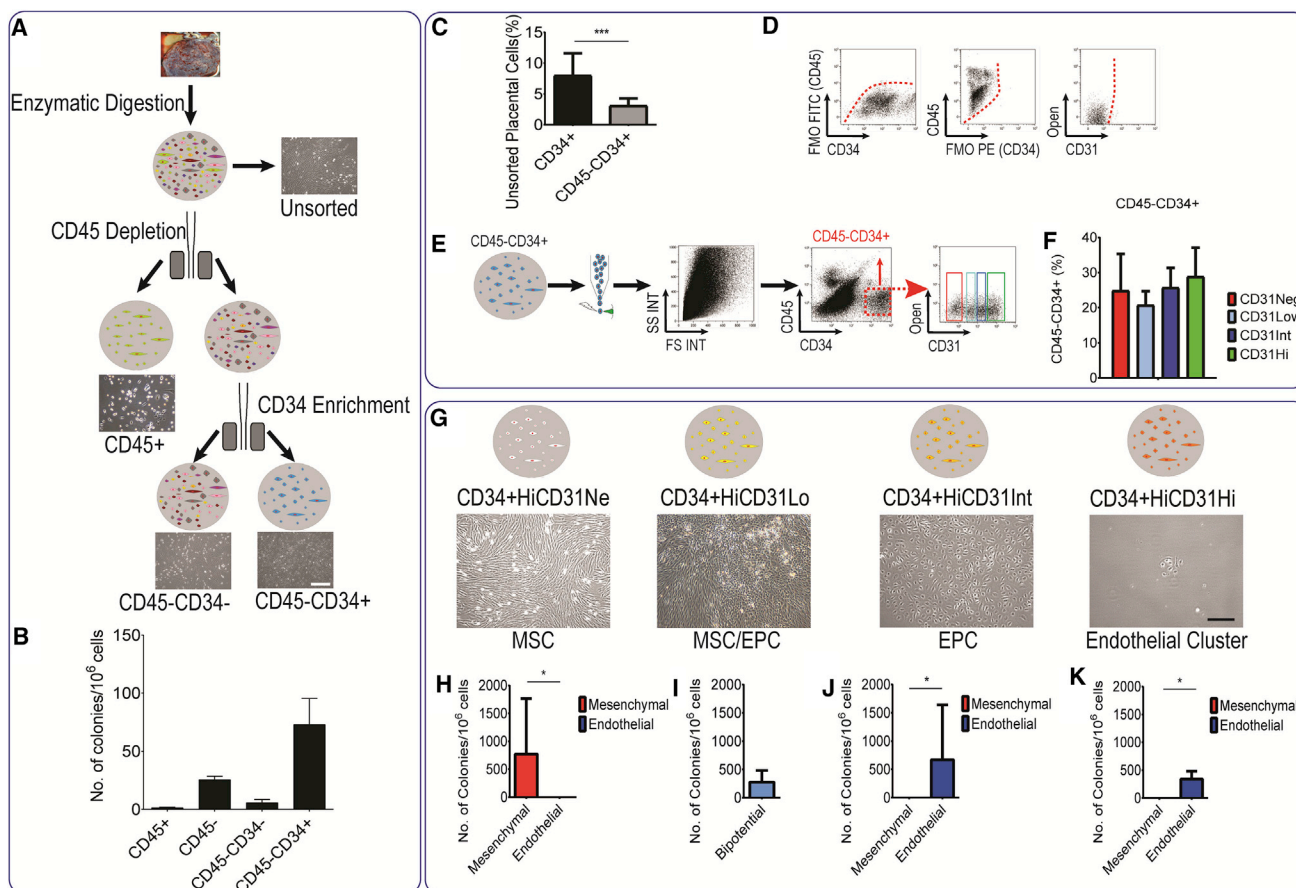 A
Enzymatic Digestion
Unsorted
CD45 Depletion
CD45+
CD34 Enrichment
CD45-CD34-
CD45-CD34+
B
No. of colonies/10⁶ cells
150
100
50
0
CD45+
CD45-
CD45-CD34-
CD45-CD34+
C
Unsorted Placental Cells(%)
15
10
5
0
***
CD34+
CD45-CD34+
D
FMO FITC (CD45)
CD34
CD45
FMO PE (CD34)
Open
CD31
E
CD45-CD34+
SS INT
FS INT
CD45-CD34+
CD45
CD34
Open
CD31
F
CD45-CD34+
CD45-CD34+ (%)
40
30
20
10
0
CD31Neg
CD31Low
CD31Int
CD31Hi
G
CD34+HiCD31Ne
CD34+HiCD31Lo
CD34+HiCD31Int
CD34+HiCD31Hi
MSC
MSC/EPC
EPC
Endothelial Cluster
H
No. of Colonies/10⁶ cells
2000
1500
1000
500
0
*
Mesenchymal
Endothelial
Mesenchymal
Endothelial
I
No. of Colonies/10⁶ cells
2000
1500
1000
500
0
Bipotential
J
No. of Colonies/10⁶ cells
2000
1500
1000
500
0
*
Mesenchymal
Endothelial
Mesenchymal
Endothelial
K
No. of Colonies/10⁶ cells
2000
1500
1000
500
0
*
Mesenchymal
Endothelial
Mesenchymal
Endothelial